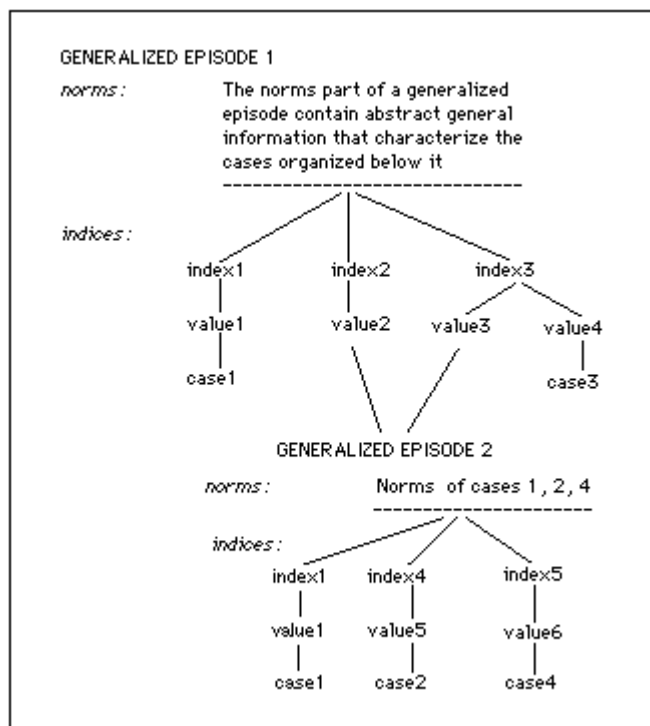 GENERALIZED EPISODE 1
norms: The norms part of a generalized
episode contain abstract general
information that characterize the
cases organized below it
indices:
index1 index2 index3
value1 value2 value3 value4
case1 case3
GENERALIZED EPISODE 2
norms: Norms of cases 1, 2, 4
indices:
index1 index4 index5
value1 value5 value6
case1 case2 case4